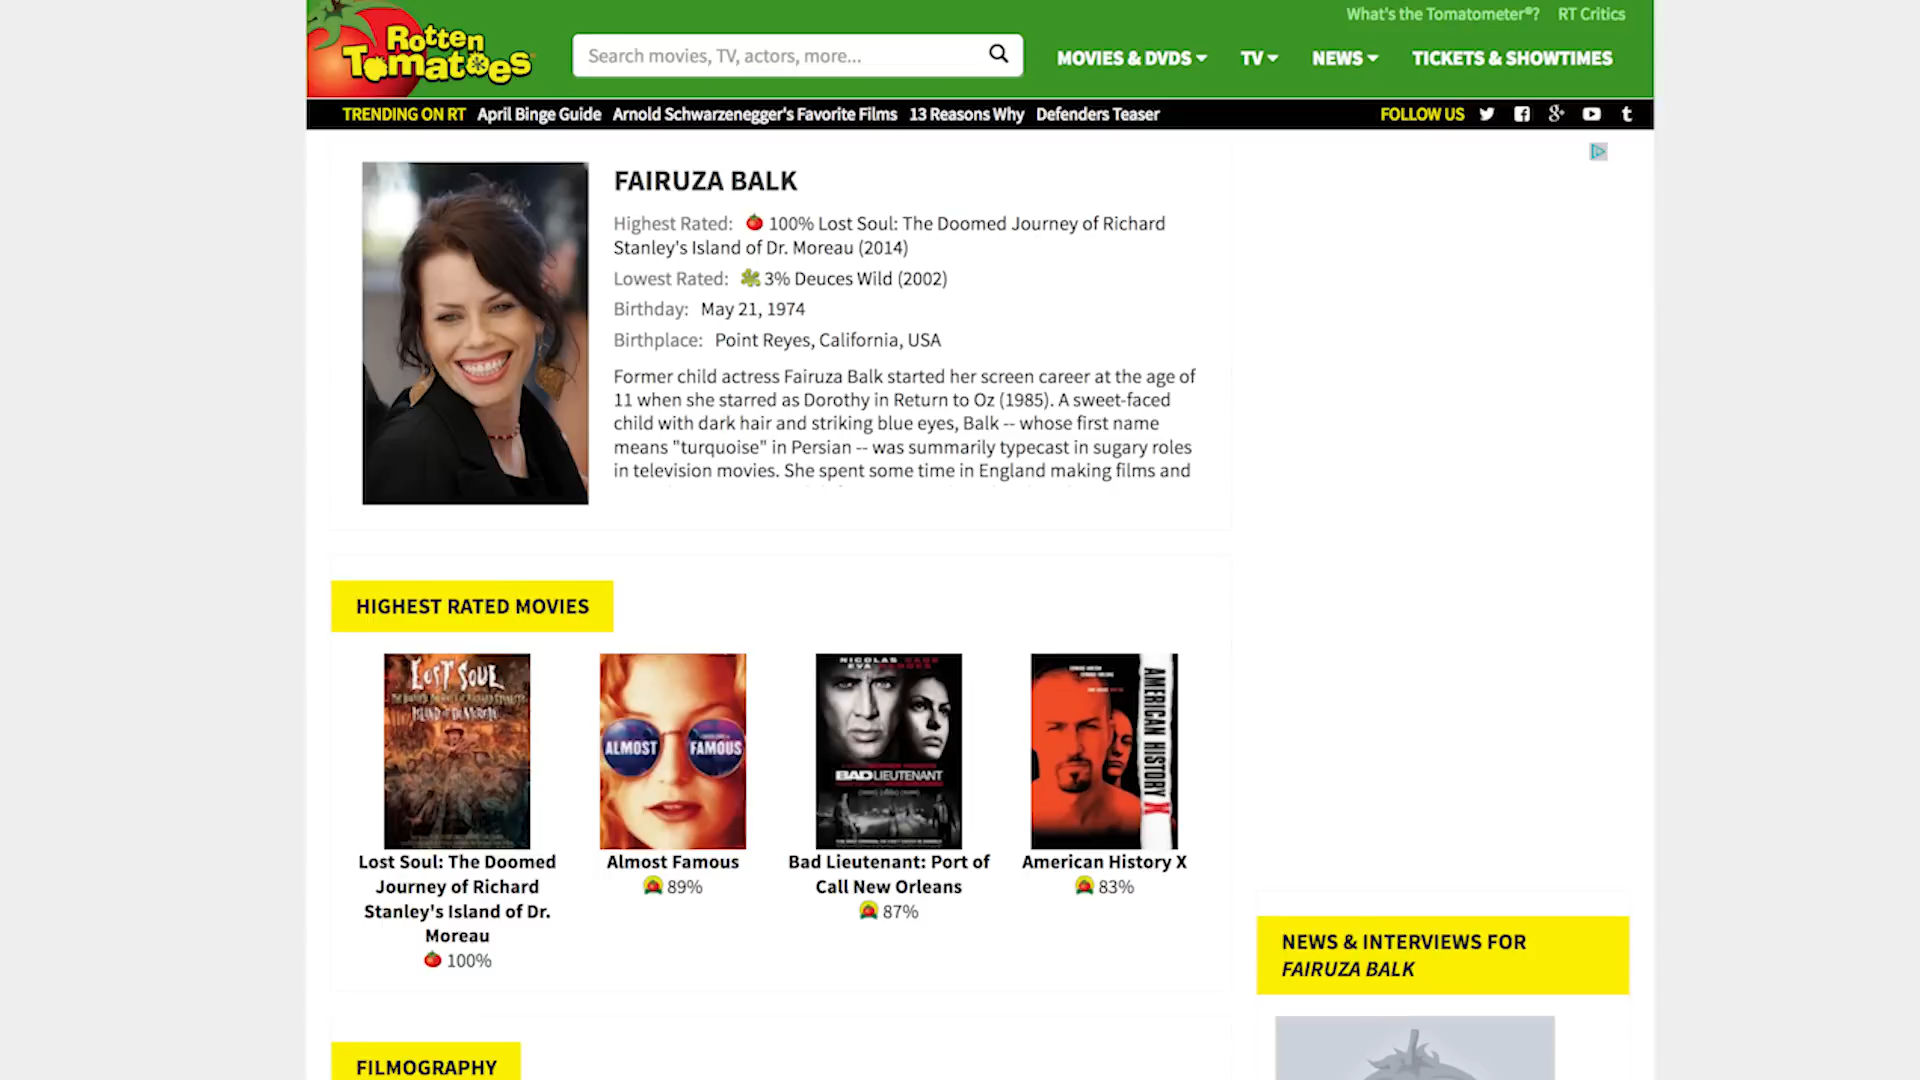 What's the Tomatometer®? RT Critics
Rotten
Tomatoes
Search movies, TV, actors, more...
MOVIES & DVDS TV NEWS TICKETS & SHOWTIMES
TRENDING ON RT April Binge Guide Arnold Schwarzenegger's Favorite Films 13 Reasons Why Defenders Teaser FOLLOW US
FAIRUZA BALK
Highest Rated: 100% Lost Soul: The Doomed Journey of Richard
Stanley's Island of Dr. Moreau (2014)
Lowest Rated: 3% Deuces Wild (2002)
Birthday: May 21, 1974
Birthplace: Point Reyes, California, USA
Former child actress Fairuza Balk started her screen career at the age of
11 when she starred as Dorothy in Return to Oz (1985). A sweet-faced
child with dark hair and striking blue eyes, Balk -- whose first name
means "turquoise" in Persian -- was summarily typecast in sugary roles
in television movies. She spent some time in England making films and
HIGHEST RATED MOVIES
LOST SOUL
ISLAND OF DR. MOREAU
ALMOST FAMOUS
NICOLAS CAGE
EVA MENDES
BAD LIEUTENANT
AMERICAN HISTORY X
Lost Soul: The Doomed
Journey of Richard
Stanley's Island of Dr.
Moreau
100%
Almost Famous
89%
Bad Lieutenant: Port of
Call New Orleans
87%
American History X
83%
NEWS & INTERVIEWS FOR
FAIRUZA BALK
FILMOGRAPHY